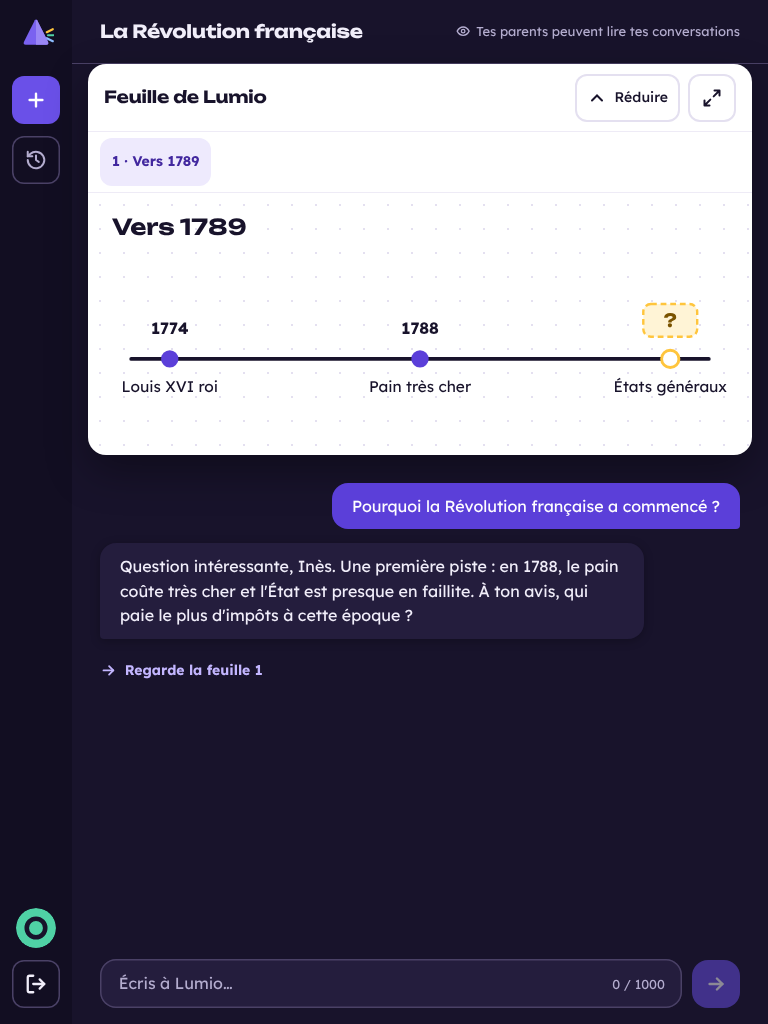 La Révolution française
Tes parents peuvent lire tes conversations
Feuille de Lumio
Réduire
1 · Vers 1789
Vers 1789
1774
1788
?
Louis XVI roi
Pain très cher
États généraux
Pourquoi la Révolution française a commencé ?
Question intéressante, Inès. Une première piste : en 1788, le pain
coûte très cher et l'État est presque en faillite. À ton avis, qui
paie le plus d'impôts à cette époque ?
Regarde la feuille 1
Écris à Lumio...
0 / 1000